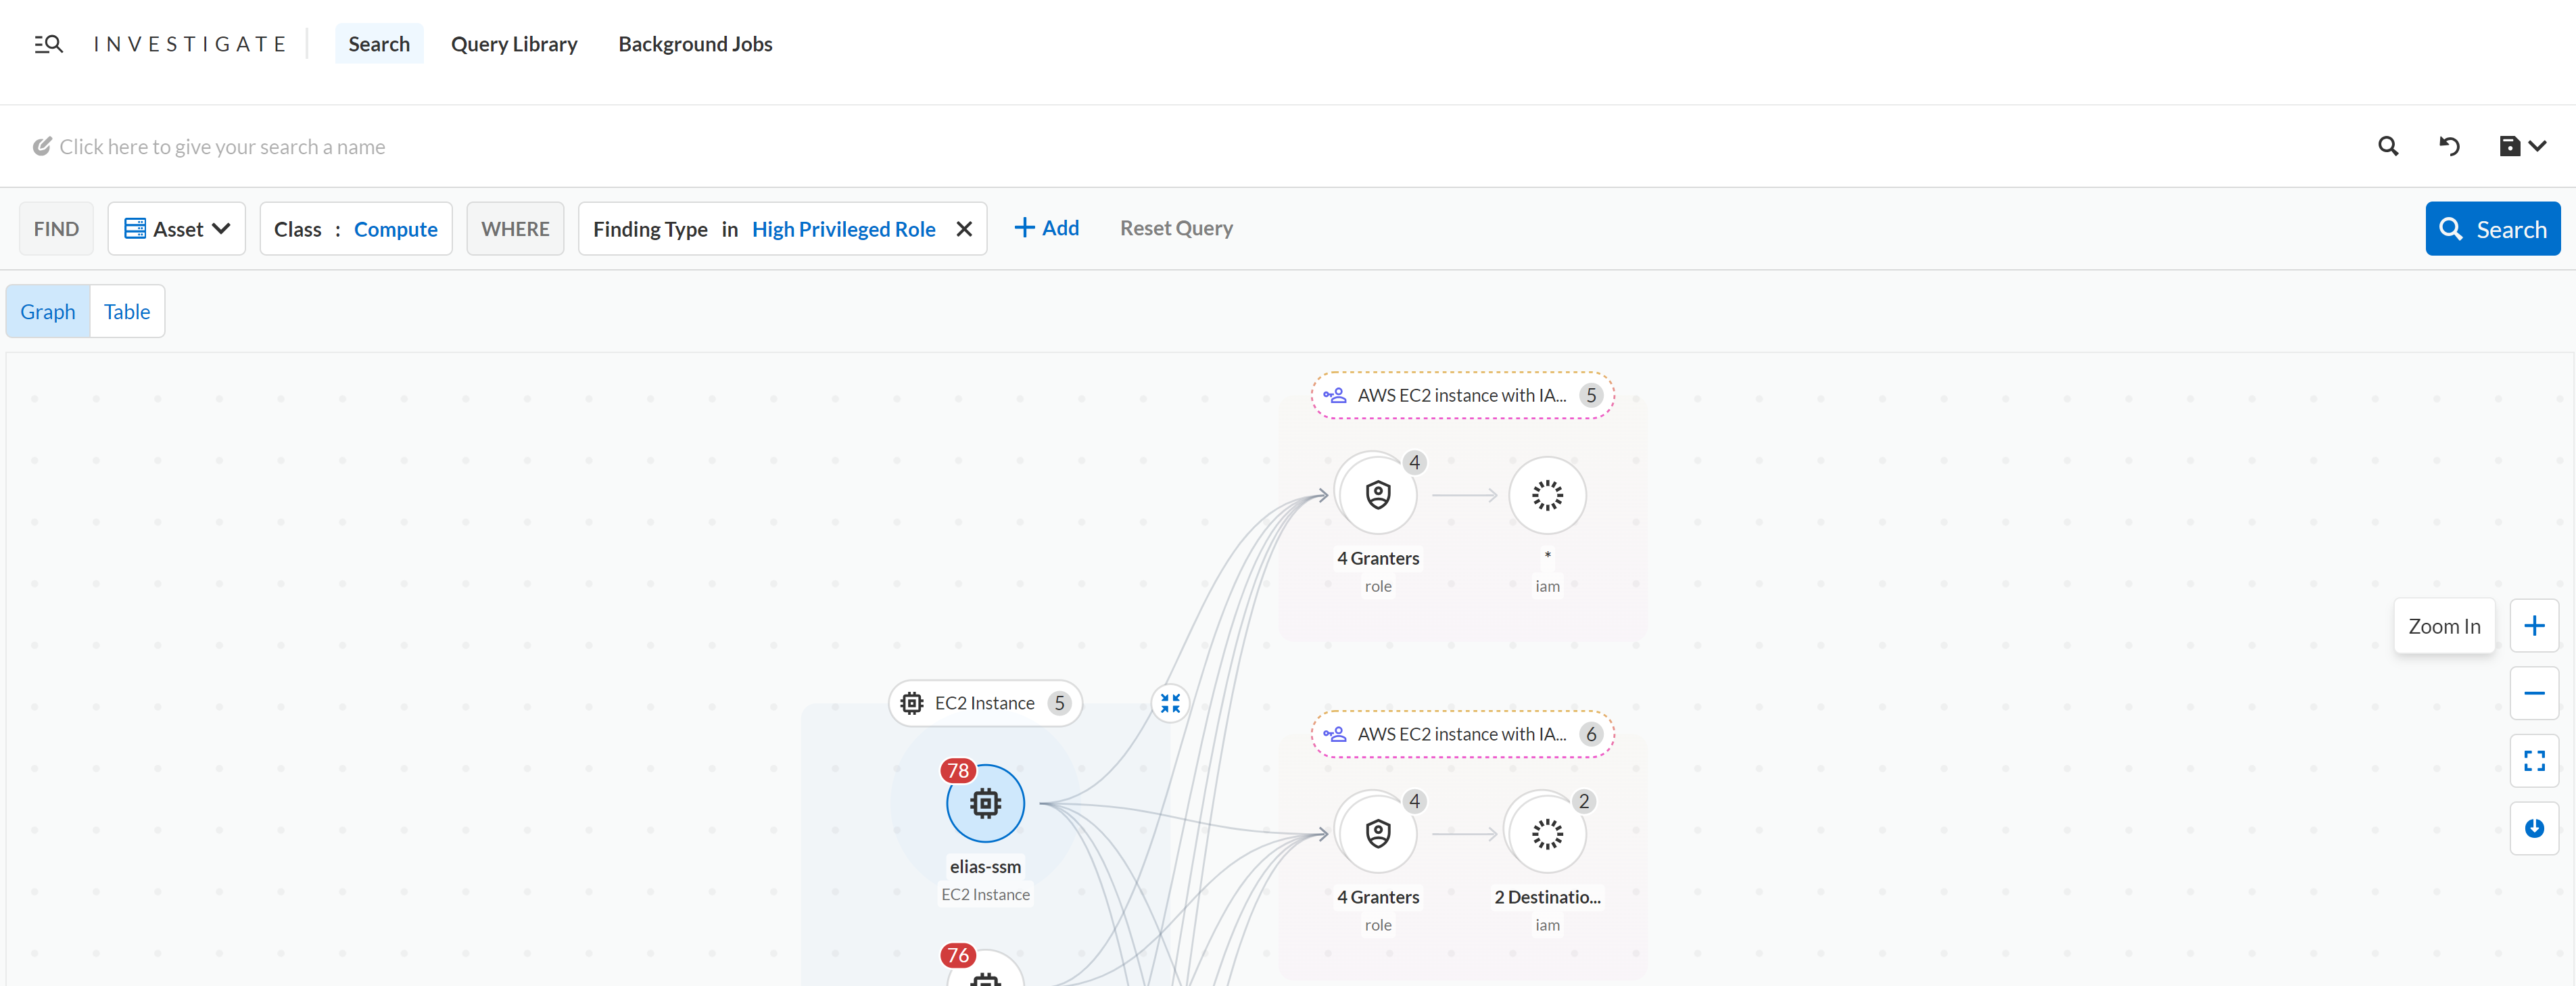 INVESTIGATE
Search
Query Library
Background Jobs
Click here to give your search a name
FIND
Asset
Class : Compute
WHERE
Finding Type in High Privileged Role
Add
Reset Query
Search
Graph
Table
AWS EC2 instance with IA... 5
4
4 Granters
role
*
iam
Zoom In
EC2 Instance 5
AWS EC2 instance with IA... 6
78
elias-ssm
EC2 Instance
4
4 Granters
role
2
2 Destinatio...
iam
76